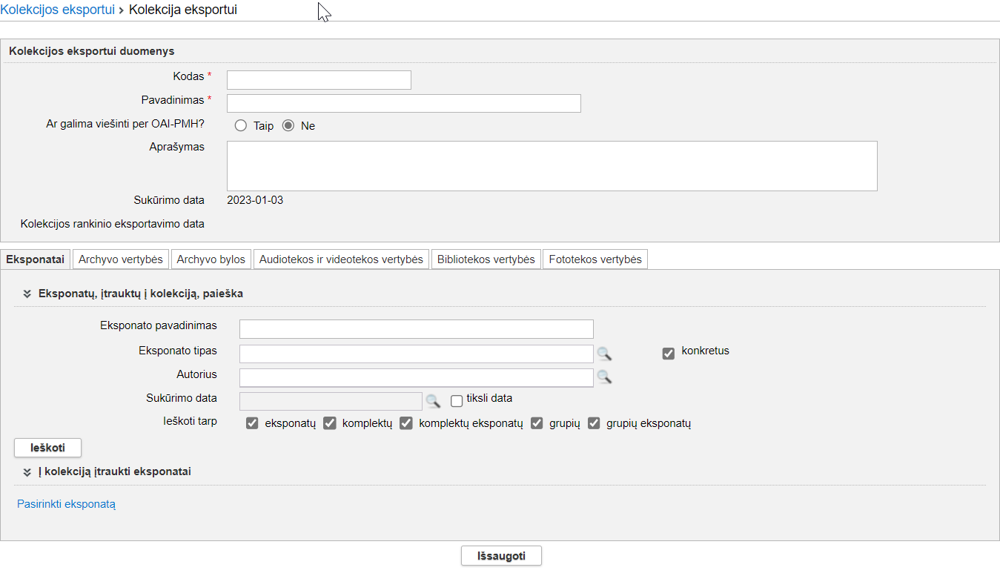 Kolekcijos eksportui › Kolekcija eksportui
Kolekcijos eksportui duomenys
Kodas *
Pavadinimas *
Ar galima viešinti per OAI-PMH? Taip Ne
Aprašymas
Sukūrimo data 2023-01-03
Kolekcijos rankinio eksportavimo data
Eksponatai Archyvo vertybės Archyvo bylos Audiotekos ir videotekos vertybės Bibliotekos vertybės Fototekos vertybės
Eksponatų, įtrauktų į kolekciją, paieška
Eksponato pavadinimas
Eksponato tipas konkretus
Autorius
Sukūrimo data tiksli data
Ieškoti tarp eksponatų komplektų komplektų eksponatų grupių grupių eksponatų
Ieškoti
Į kolekciją įtraukti eksponatai
Pasirinkti eksponatą
Išsaugoti